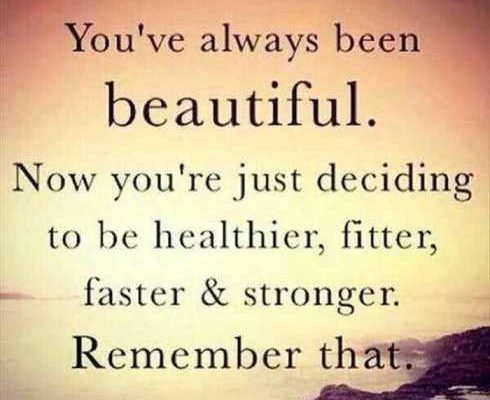 You've always been
beautiful.
Now you're just deciding
to be healthier, fitter,
faster & stronger.
Remember that.